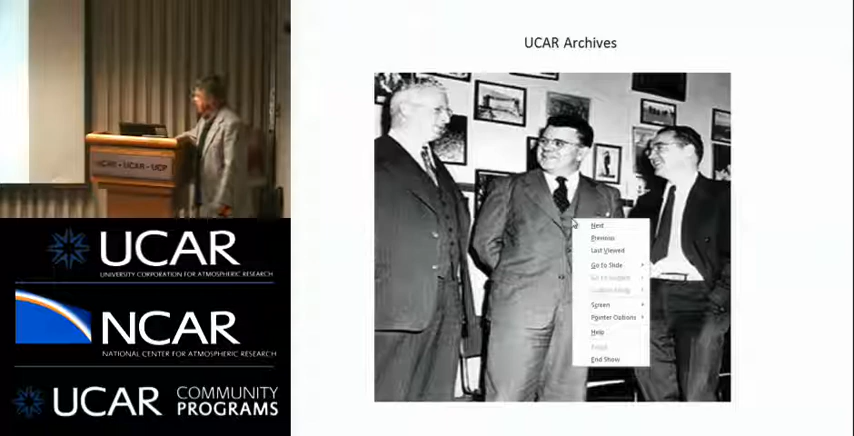 UCAR Archives
NCAR • UCAR • UCP
UCAR
UNIVERSITY CORPORATION FOR ATMOSPHERIC RESEARCH
NCAR
NATIONAL CENTER FOR ATMOSPHERIC RESEARCH
UCAR COMMUNITY
PROGRAMS
Next
Previous
Last Viewed
Go to Slide
Screen
Pointer Options
Help
End Show